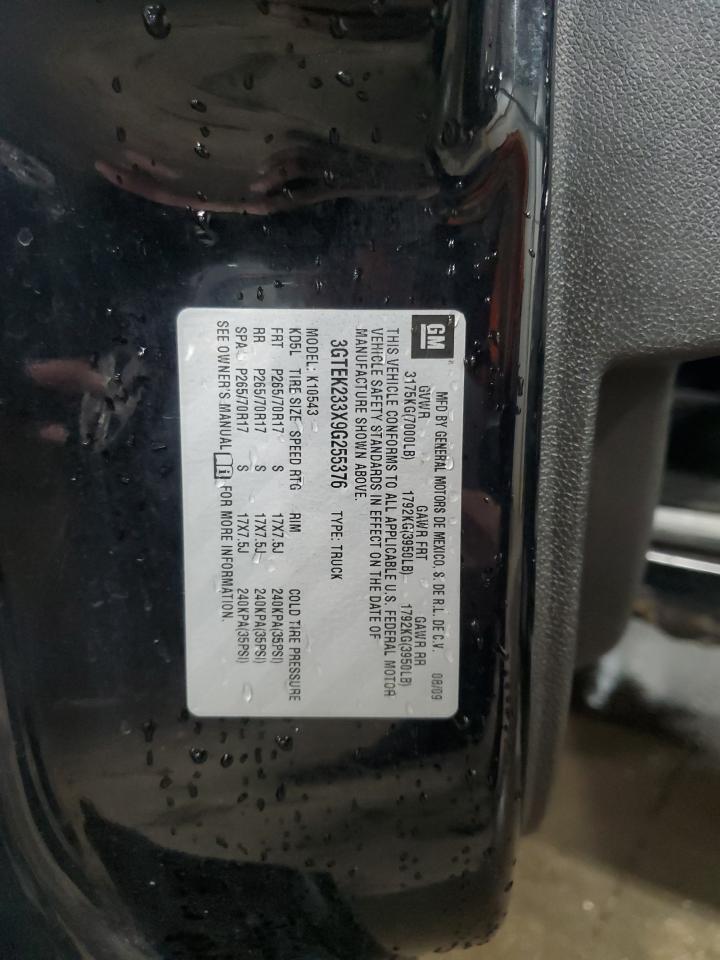 GM
MFD BY GENERAL MOTORS DE MEXICO, S. DE R.L. DE C.V. 08/09
GVWR GAWR FRT GAWR RR
3175KG(7000LB) 1792KG(3950LB) 1792KG(3950LB)
THIS VEHICLE CONFORMS TO ALL APPLICABLE U.S. FEDERAL MOTOR
VEHICLE SAFETY STANDARDS IN EFFECT ON THE DATE OF
MANUFACTURE SHOWN ABOVE.
3GTEK233X9G255376 TYPE: TRUCK
MODEL: K10543
KD5L TIRE SIZE SPEED RTG RIM COLD TIRE PRESSURE
FRT P265/70R17 S 17X7.5J 240KPA(35PSI)
RR P265/70R17 S 17X7.5J 240KPA(35PSI)
SPA P265/70R17 S 17X7.5J 240KPA(35PSI)
SEE OWNER'S MANUAL FOR MORE INFORMATION.